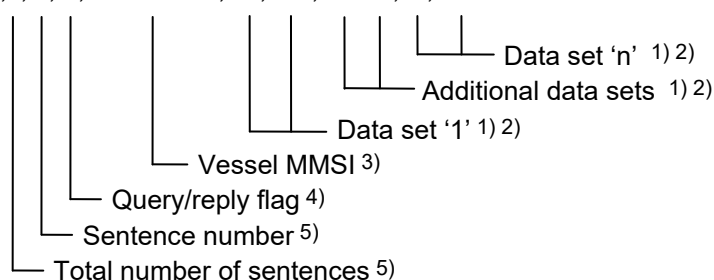 Data set ‘n’ 1) 2)
Additional data sets 1) 2)
Data set ‘1’ 1) 2)
Vessel MMSI 3)
Query/reply flag 4)
Sentence number 5)
Total number of sentences 5)